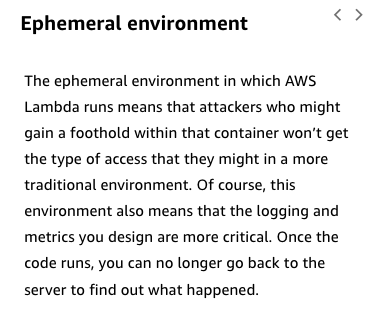 Ephemeral environment
The ephemeral environment in which AWS
Lambda runs means that attackers who might
gain a foothold within that container won’t get
the type of access that they might in a more
traditional environment. Of course, this
environment also means that the logging and
metrics you design are more critical. Once the
code runs, you can no longer go back to the
server to find out what happened.